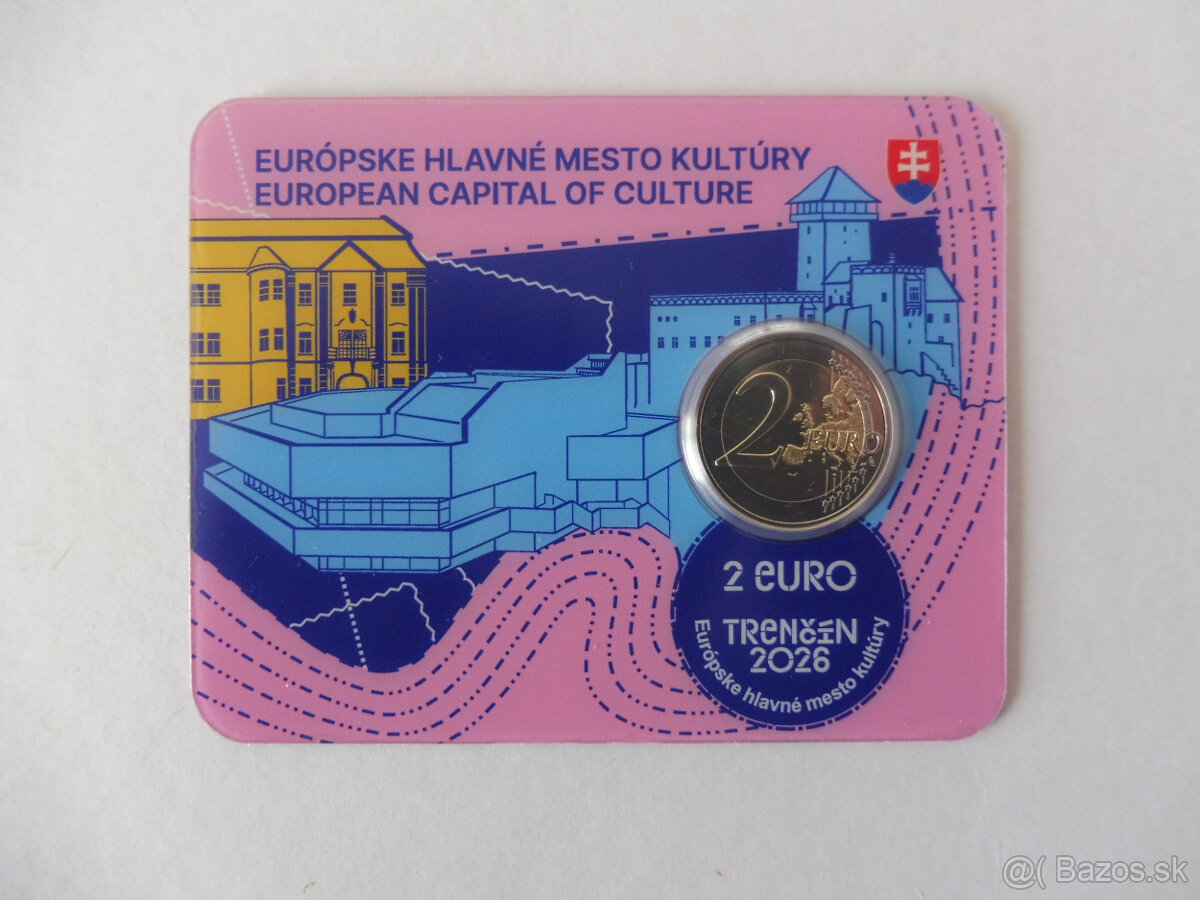 EURÓPSKE HLAVNÉ MESTO KULTÚRY
EUROPEAN CAPITAL OF CULTURE
2 EURO
2 eURO
TRenčín
2026
Európske hlavné mesto kultúry
@( Bazos.sk